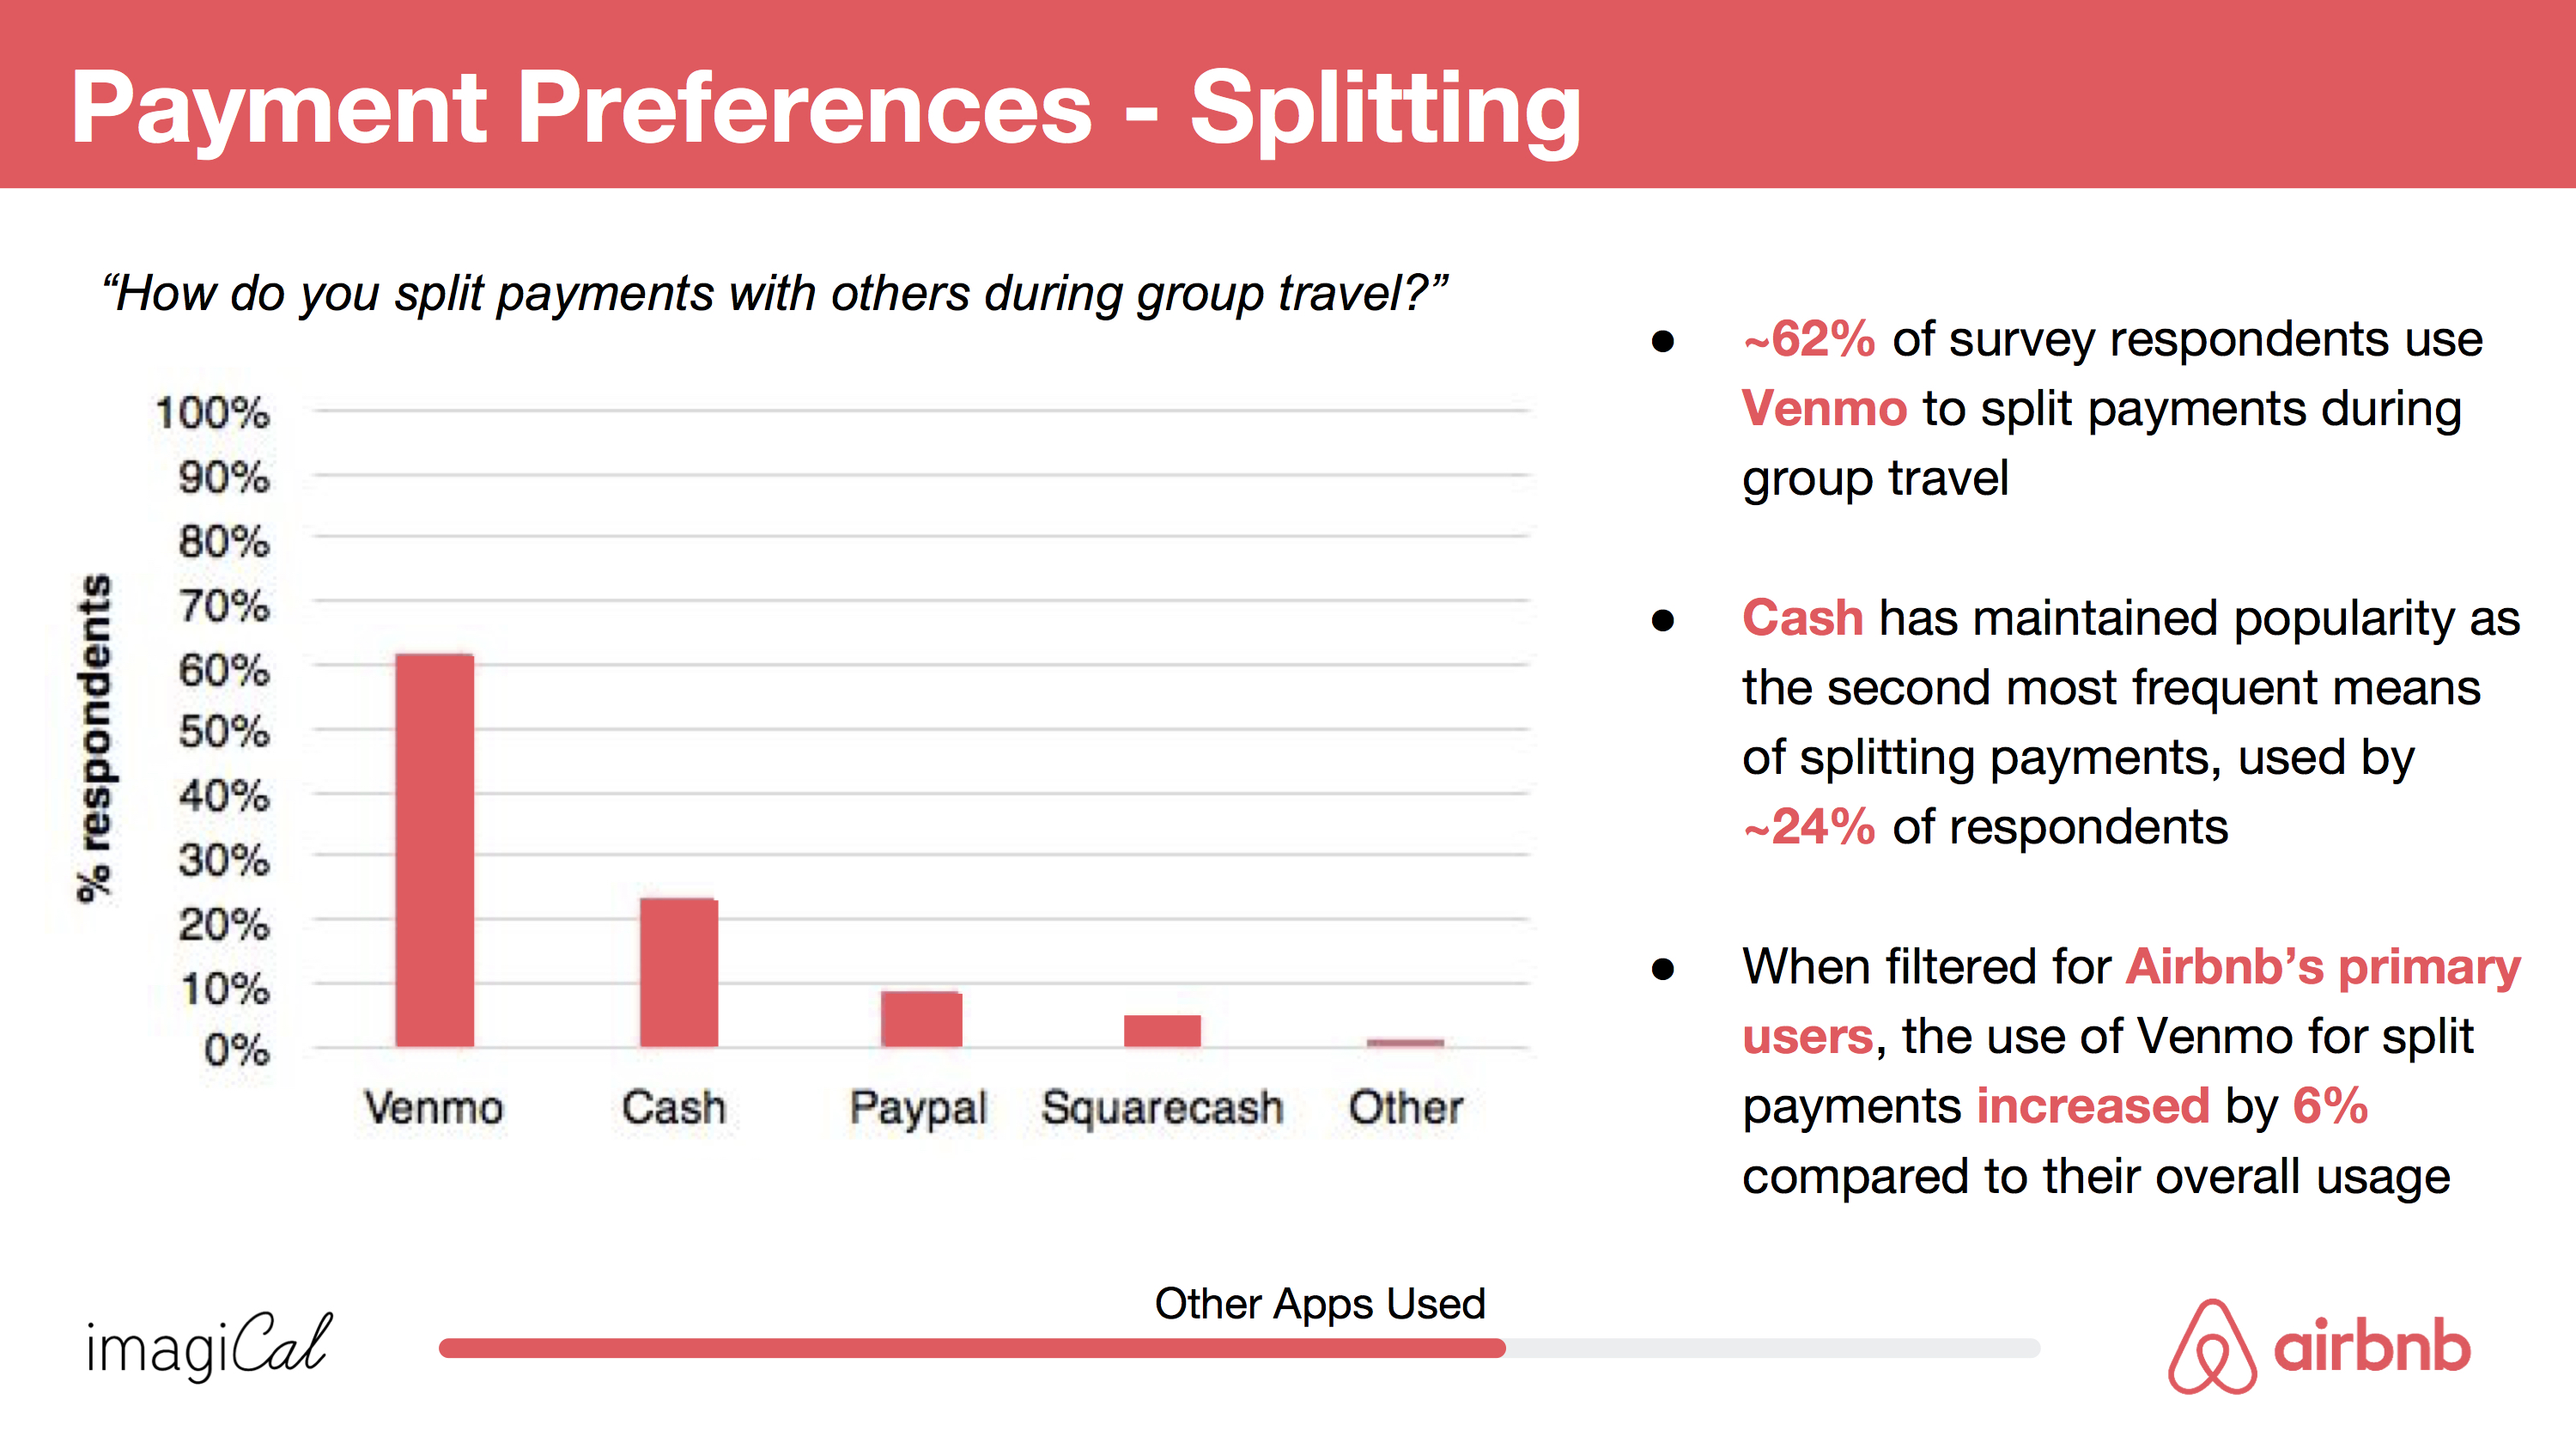 Payment Preferences - Splitting
“How do you split payments with others during group travel?”
% respondents
100%
90%
80%
70%
60%
50%
40%
30%
20%
10%
0%
Venmo Cash Paypal Squarecash Other
● ~62% of survey respondents use
Venmo to split payments during
group travel
● Cash has maintained popularity as
the second most frequent means
of splitting payments, used by
~24% of respondents
● When filtered for Airbnb’s primary
users, the use of Venmo for split
payments increased by 6%
compared to their overall usage
Other Apps Used
imagiCal
airbnb